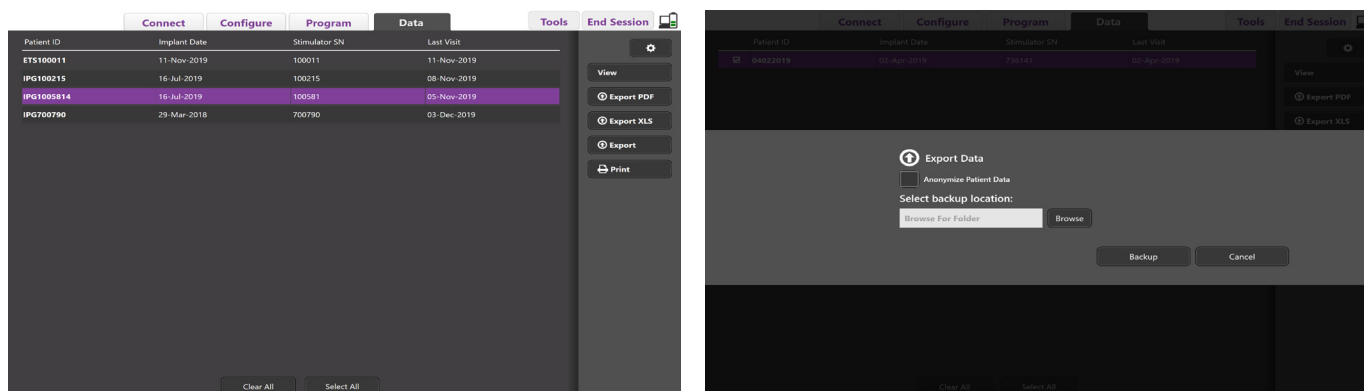 Connect Configure Program Data Tools End Session
Patient ID Implant Date Stimulator SN Last Visit
ETS100011 11-Nov-2019 100011 11-Nov-2019
IPG100215 16-Jul-2019 100215 08-Nov-2019
IPG1005814 16-Jul-2019 100581 05-Nov-2019
IPG700790 29-Mar-2018 700790 03-Dec-2019
View
Export PDF
Export XLS
Export
Print
Clear All Select All
Connect Configure Program Data Tools End Session
Patient ID Implant Date Stimulator SN Last Visit
04022019 02-Apr-2019 736141 02-Apr-2019
View
Export PDF
Export XLS
Export Data
Anonymize Patient Data
Select backup location:
Browse For Folder Browse
Backup Cancel
Clear All Select All